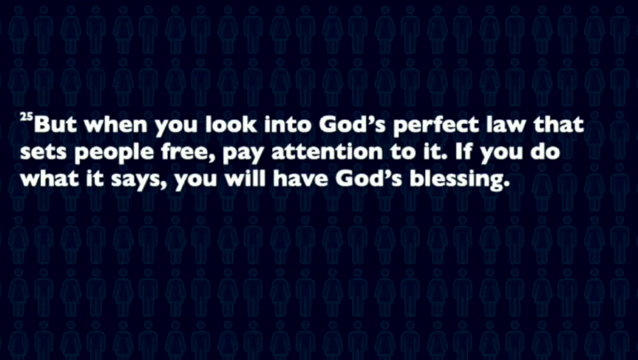 25But when you look into God's perfect law that
sets people free, pay attention to it. If you do
what it says, you will have God's blessing.